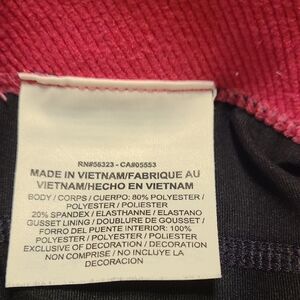 RN#56323 - CA#05553
MADE IN VIETNAM/FABRIQUE AU
VIETNAM/HECHO EN VIETNAM
BODY / CORPS / CUERPO: 80% POLYESTER /
POLYESTER / POLIESTER
20% SPANDEX / ELASTHANNE / ELASTANO
GUSSET LINING / DOUBLURE DE GOUSSET /
FORRO DEL PUENTE INTERIOR: 100%
POLYESTER / POLYESTER / POLIESTER
EXCLUSIVE OF DECORATION / DECORATION
NON COMPRISE / NO INCLUYE LA
DECORACION